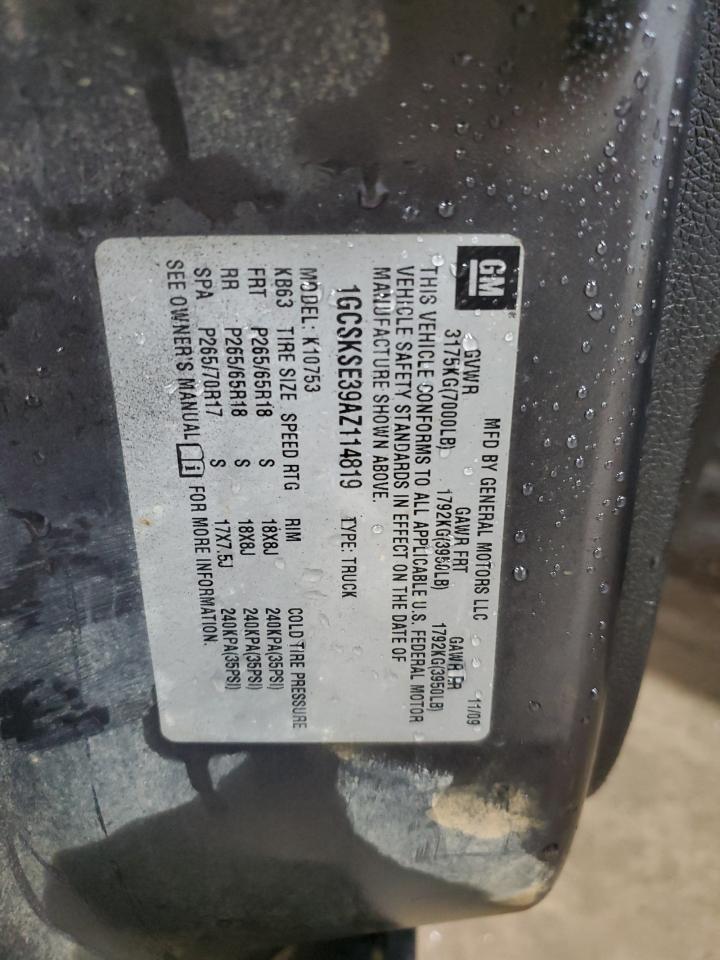 GM
MFD BY GENERAL MOTORS LLC 11/09
GVWR GAWR FRT GAWR RR
3175KG(7000LB) 1792KG(3950LB) 1792KG(3950LB)
THIS VEHICLE CONFORMS TO ALL APPLICABLE U.S. FEDERAL MOTOR
VEHICLE SAFETY STANDARDS IN EFFECT ON THE DATE OF
MANUFACTURE SHOWN ABOVE.
1GCSKSE39AZ114819 TYPE: TRUCK
MODEL: K10753
KB63 TIRE SIZE SPEED RTG RIM COLD TIRE PRESSURE
FRT P265/65R18 S 18X8J 240KPA(35PSI)
RR P265/65R18 S 18X8J 240KPA(35PSI)
SPA P265/70R17 S 17X7.5J 240KPA(35PSI)
SEE OWNER'S MANUAL FOR MORE INFORMATION.